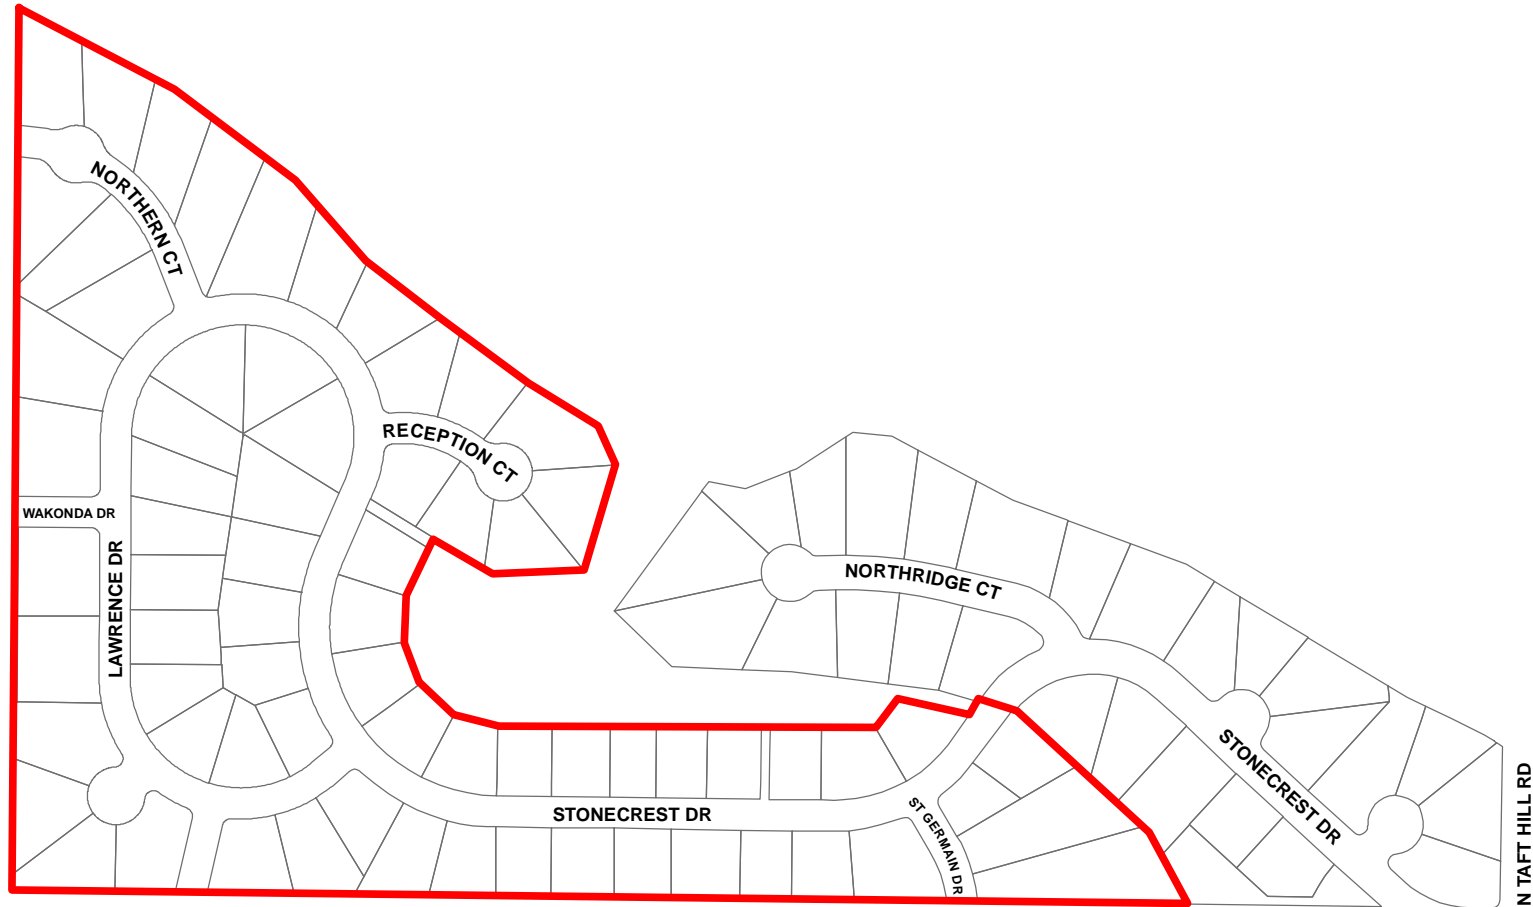 NORTHERN CT
RECEPTION CT
WAKONDA DR
LAWRENCE DR
NORTHRIDGE CT
STONECREST DR
STONECREST DR
ST GERMAIN DR
N TAFT HILL RD